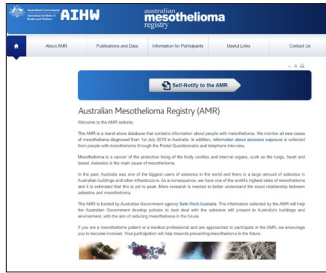 Australian Government
AIHW
australian
mesothelioma
registry
About AMR
Publications and Data
Information for Participants
Useful Links
Contact Us
Self-Notify to the AMR
Australian Mesothelioma Registry (AMR)
Welcome to the AMR website.
The AMR is a stand alone database that contains information about people with mesothelioma. We monitor all new cases
of mesothelioma diagnosed from 1st July 2010 in Australia. In addition, information about asbestos exposure is collected
from people with mesothelioma through the Postal Questionnaire and telephone interview.
Mesothelioma is a cancer of the protective lining of the body cavities and internal organs, such as the lungs, heart and
bowel. Asbestos is the main cause of mesothelioma.
In the past, Australia was one of the biggest users of asbestos in the world and there is a large amount of asbestos in
Australian buildings and other infrastructure. As a consequence, we have one of the world's highest rates of mesothelioma
and it is estimated that this is yet to peak. More research is needed to better understand the exact relationship between
asbestos and mesothelioma.
The AMR is funded by Australian Government agency Safe Work Australia. The information collected by the AMR will help
the Australian Government develop policies to best deal with the asbestos still present in Australia's buildings and
environment, with the aim of reducing mesothelioma in the future.
If you are a mesothelioma patient or a medical professional and are approached to participate in the AMR, we encourage
you to become involved. Your participation will help towards preventing mesothelioma in the future.